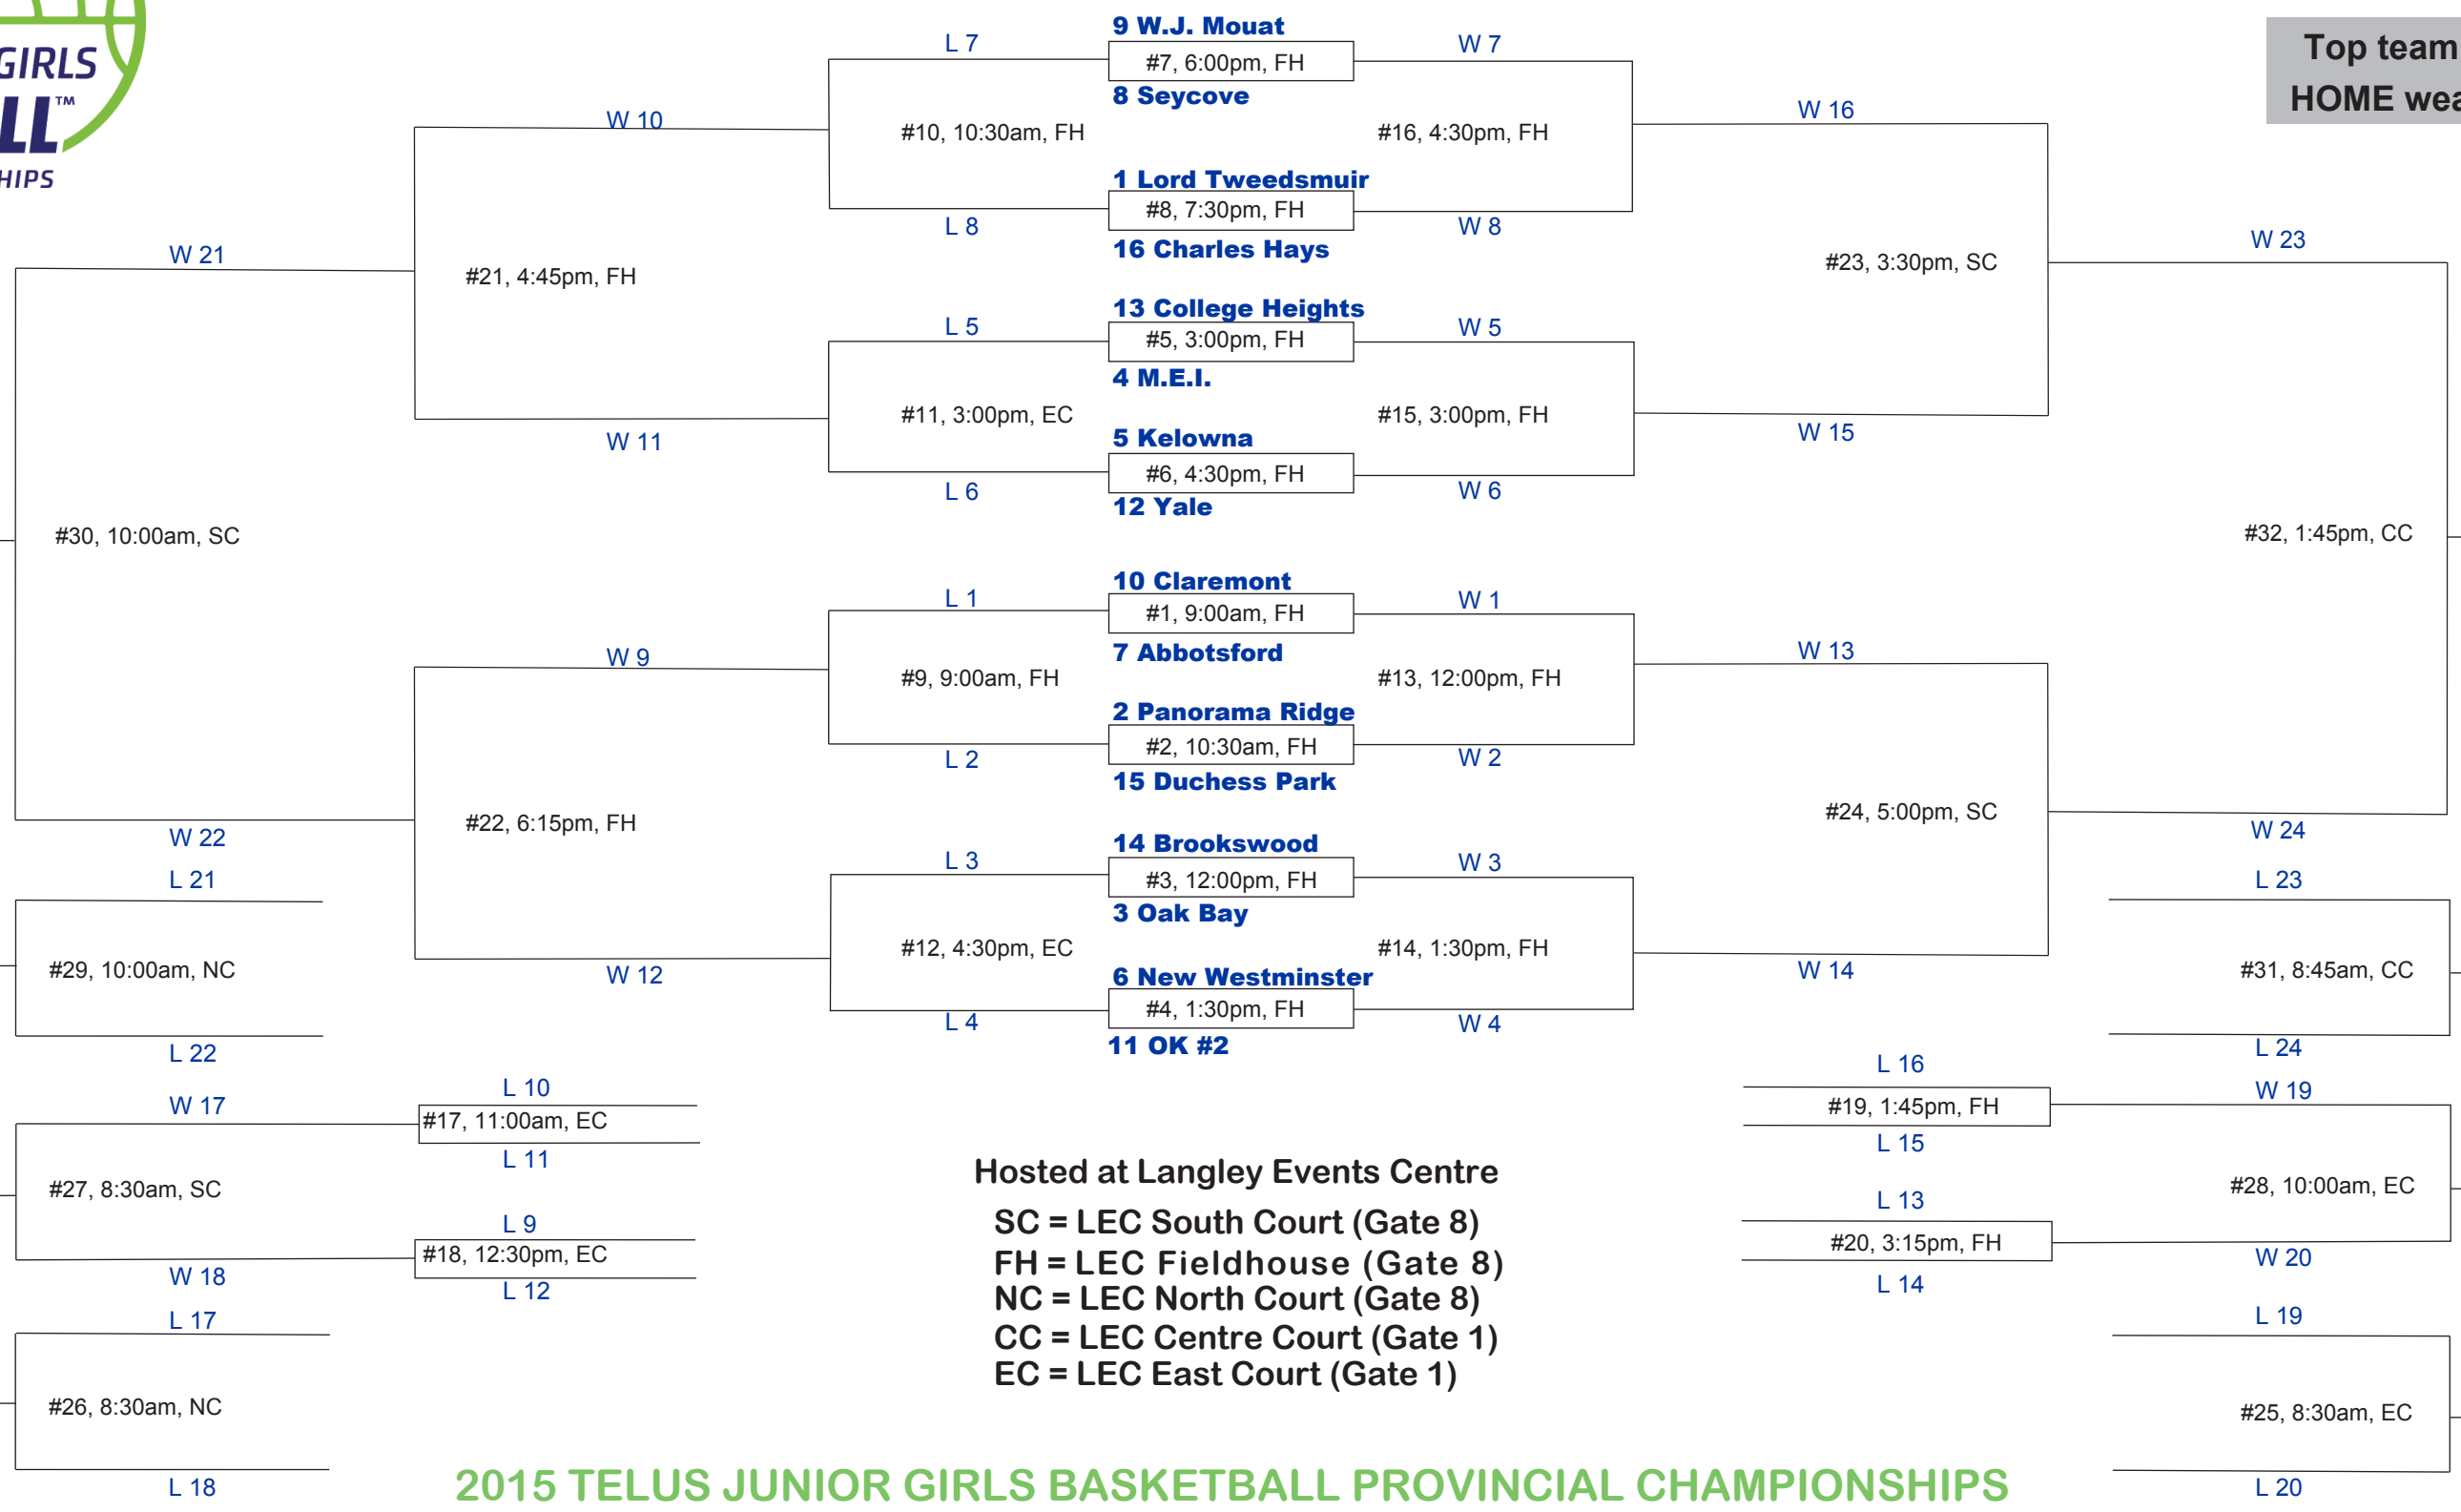 GIRLS
LL™
HIPS
Top team
HOME wea
L 7
9 W.J. Mouat
#7, 6:00pm, FH
8 Seycove
W 7
W 10
#10, 10:30am, FH
#16, 4:30pm, FH
W 16
1 Lord Tweedsmuir
#8, 7:30pm, FH
16 Charles Hays
L 8
W 8
W 21
#21, 4:45pm, FH
#23, 3:30pm, SC
W 23
13 College Heights
L 5
#5, 3:00pm, FH
W 5
4 M.E.I.
#11, 3:00pm, EC
#15, 3:00pm, FH
W 11
W 15
5 Kelowna
#6, 4:30pm, FH
L 6
W 6
12 Yale
#30, 10:00am, SC
#32, 1:45pm, CC
10 Claremont
L 1
#1, 9:00am, FH
W 1
7 Abbotsford
W 9
#9, 9:00am, FH
#13, 12:00pm, FH
W 13
2 Panorama Ridge
#2, 10:30am, FH
L 2
W 2
15 Duchess Park
#22, 6:15pm, FH
#24, 5:00pm, SC
W 22
W 24
14 Brookswood
L 3
#3, 12:00pm, FH
W 3
3 Oak Bay
L 21
L 23
#12, 4:30pm, EC
#14, 1:30pm, FH
W 12
W 14
6 New Westminster
#4, 1:30pm, FH
L 4
W 4
11 OK #2
#29, 10:00am, NC
#31, 8:45am, CC
L 22
L 24
L 10
L 16
W 17
#17, 11:00am, EC
#19, 1:45pm, FH
W 19
L 11
L 15
#27, 8:30am, SC
#28, 10:00am, EC
L 9
L 13
#18, 12:30pm, EC
#20, 3:15pm, FH
W 18
W 20
L 12
L 14
Hosted at Langley Events Centre
SC = LEC South Court (Gate 8)
FH = LEC Fieldhouse (Gate 8)
NC = LEC North Court (Gate 8)
CC = LEC Centre Court (Gate 1)
EC = LEC East Court (Gate 1)
L 17
L 19
#26, 8:30am, NC
#25, 8:30am, EC
L 18
L 20
2015 TELUS JUNIOR GIRLS BASKETBALL PROVINCIAL CHAMPIONSHIPS